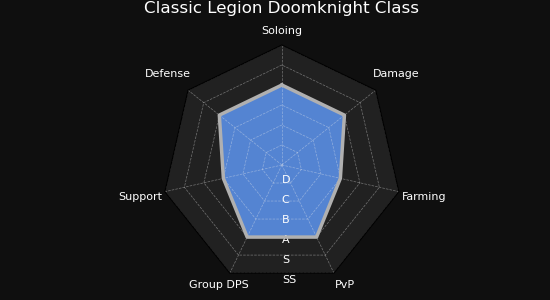 Classic Legion Doomknight Class
Soloing
Defense
Damage
Support
Farming
Group DPS
PvP
D
C
B
A
S
SS